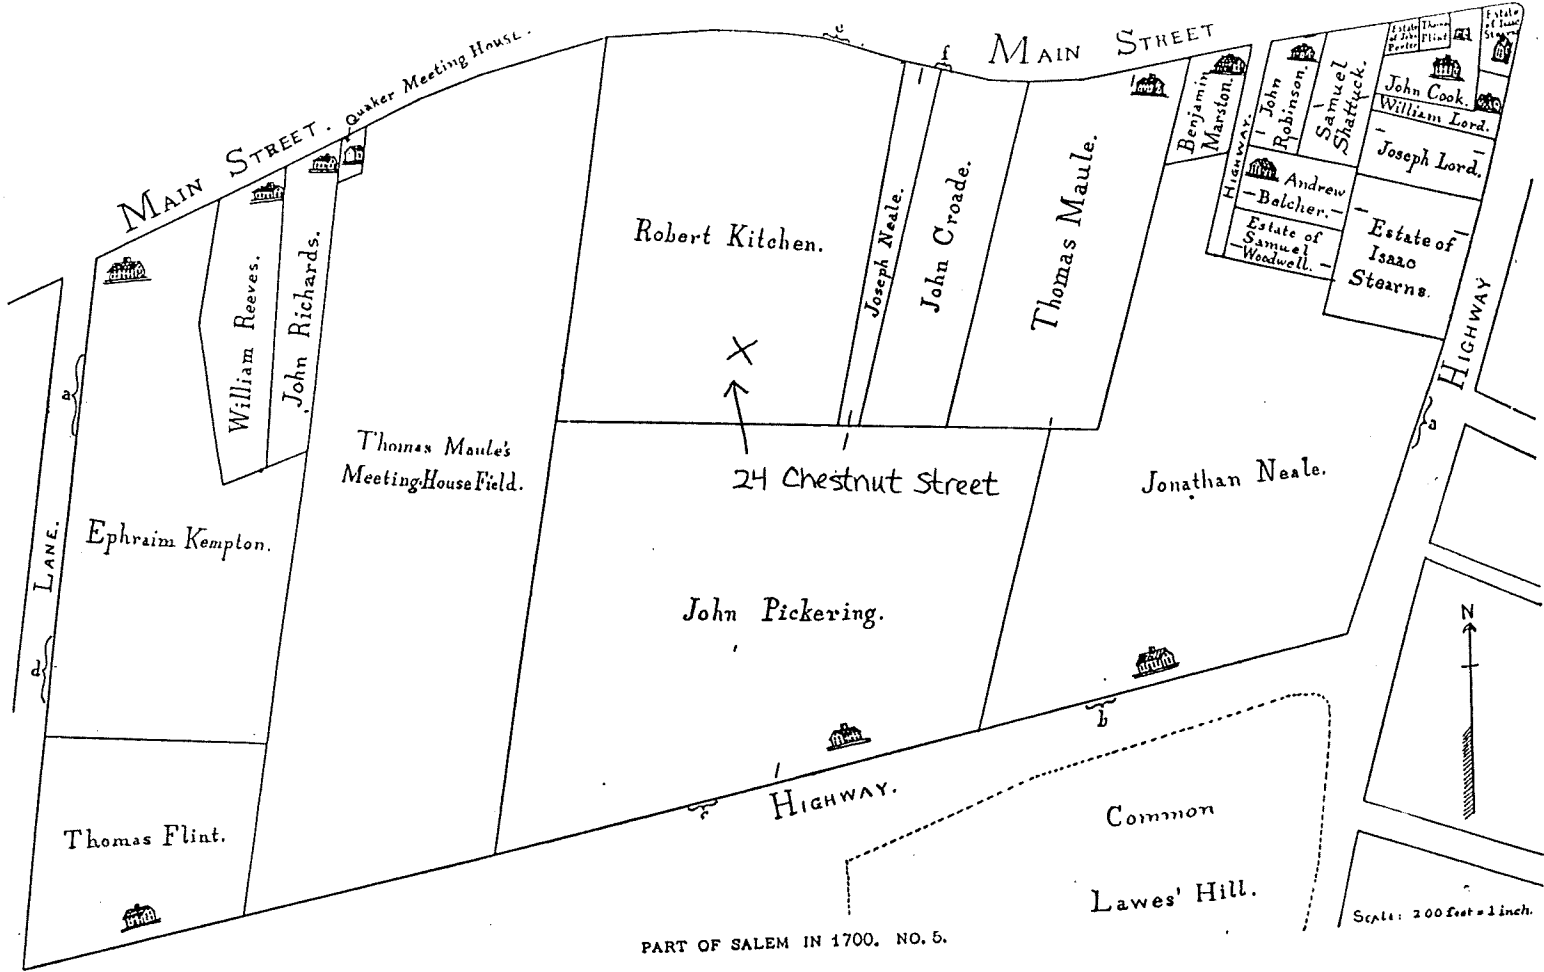 MAIN STREET.
Quaker Meeting House.
MAIN STREET
e
f
Estate
of John
Porter
Thomas
Flint
Estate
of Isaac
Stearns
John Cook.
William Lord.
Joseph Lord.
Estate of
Isaac
Stearns.
Samuel
Shattuck.
John
Robinson.
Benjamin
Marston.
HIGHWAY.
Andrew
Belcher.
Estate of
Samuel
Woodwell.
HIGHWAY
William Reeves.
John Richards.
Robert Kitchen.
Joseph Neale.
John Croade.
Thomas Maule.
X
24 Chestnut Street
a
a
Thomas Maule's
Meeting House Field.
Jonathan Neale.
LANE.
Ephraim Kempton.
John Pickering.
d
N
b
c
HIGHWAY.
Thomas Flint.
Common
Lawes' Hill.
Scale: 200 feet = 1 inch.
PART OF SALEM IN 1700. NO. 5.